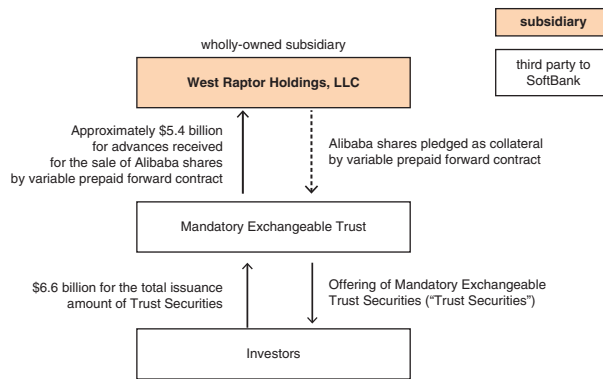 subsidiary
third party to
SoftBank
wholly-owned subsidiary
West Raptor Holdings, LLC
Approximately $5.4 billion
for advances received
for the sale of Alibaba shares
by variable prepaid forward contract
Alibaba shares pledged as collateral
by variable prepaid forward contract
Mandatory Exchangeable Trust
$6.6 billion for the total issuance
amount of Trust Securities
Offering of Mandatory Exchangeable
Trust Securities (“Trust Securities”)
Investors